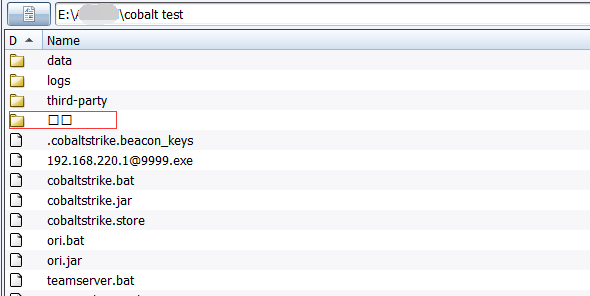 E:\
\cobalt test
D Name
data
logs
third-party
.cobaltstrike.beacon_keys
192.168.220.1@9999.exe
cobaltstrike.bat
cobaltstrike.jar
cobaltstrike.store
ori.bat
ori.jar
teamserver.bat